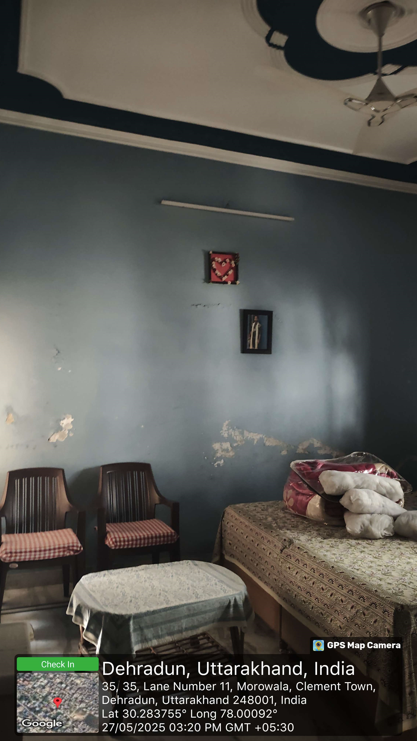 GPS Map Camera
Check In
Dehradun, Uttarakhand, India
35, 35, Lane Number 11, Morowala, Clement Town,
Dehradun, Uttarakhand 248001, India
Lat 30.283755° Long 78.00092°
27/05/2025 03:20 PM GMT +05:30
Google